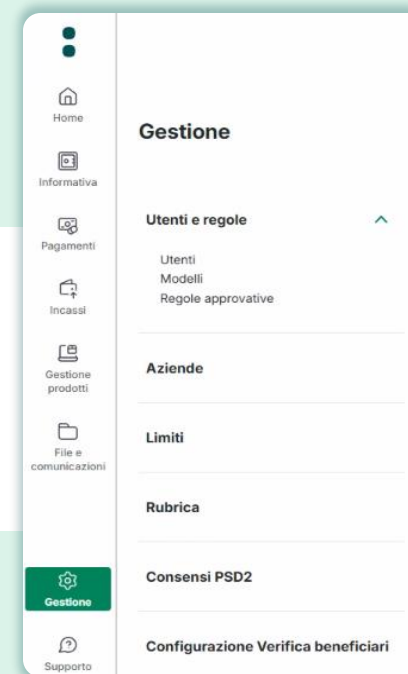 Home
Informativa
Pagamenti
Incassi
Gestione
prodotti
File e
comunicazioni
Gestione
Supporto
Gestione
Utenti e regole
Utenti
Modelli
Regole approvative
Aziende
Limiti
Rubrica
Consensi PSD2
Configurazione Verifica beneficiari